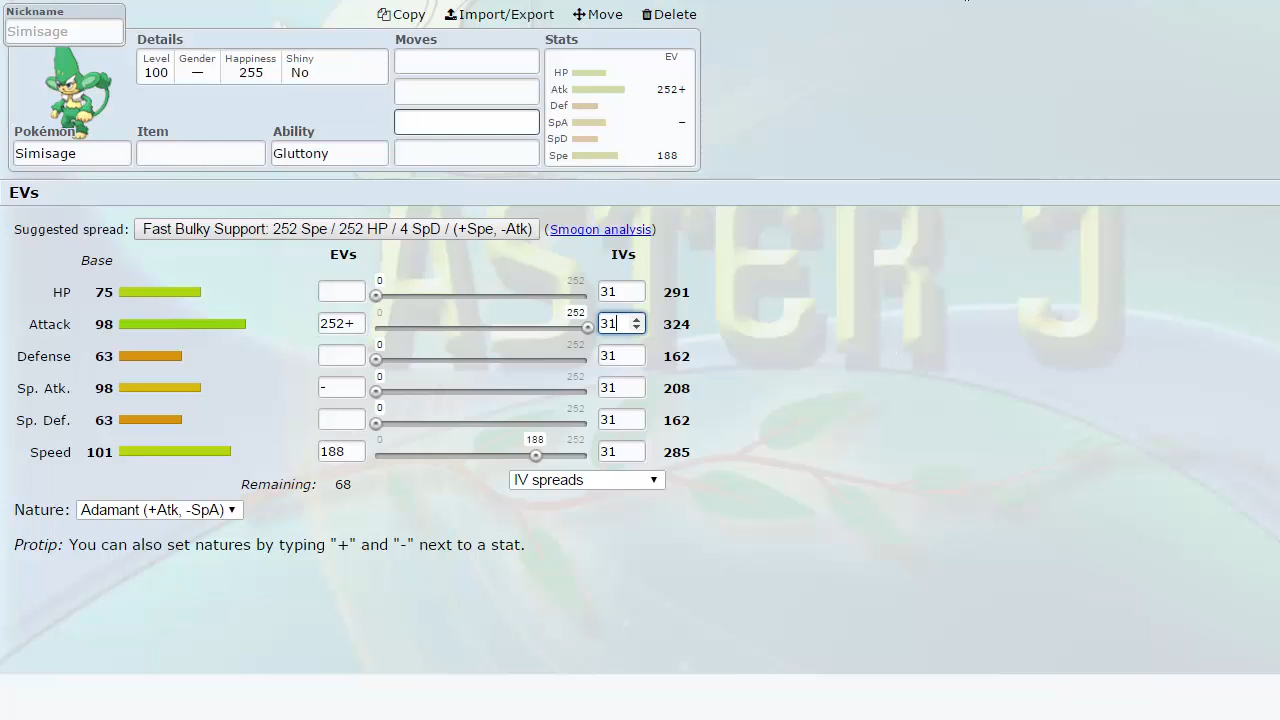 Nickname
Simisage
Copy Import/Export Move Delete
Details
Level Gender Happiness Shiny
100 — 255 No
Moves
Stats
EV
HP
Atk 252+
Def
SpA –
SpD
Spe 188
Pokémon Item Ability
Simisage Gluttony
EVs
Suggested spread: Fast Bulky Support: 252 Spe / 252 HP / 4 SpD / (+Spe, -Atk) (Smogon analysis)
Base EVs IVs
HP 75 0 252 31 291
Attack 98 252+ 0 252 31 324
Defense 63 0 252 31 162
Sp. Atk. 98 - 0 252 31 208
Sp. Def. 63 0 252 31 162
Speed 101 188 0 188 252 31 285
Remaining: 68 IV spreads
Nature: Adamant (+Atk, -SpA)
Protip: You can also set natures by typing "+" and "-" next to a stat.
ASTER J